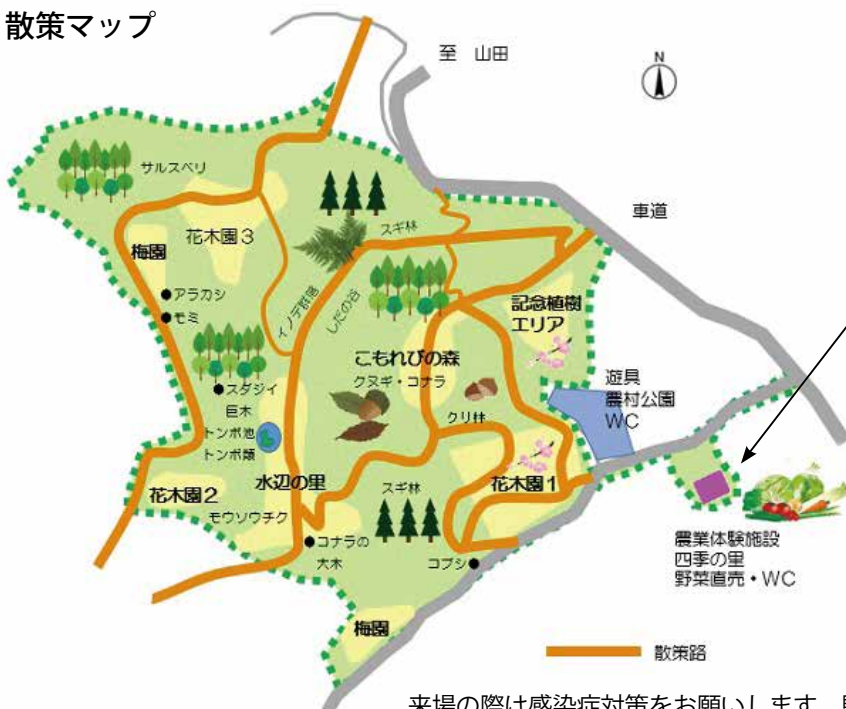 散策マップ
至 山田
N
サルスベリ
車道
スギ林
花木園3
梅園
アラカシ
モミ
イノデ群落
しだの谷
記念植樹
エリア
こもれびの森
クヌギ・コナラ
スダジイ
巨木
トンボ池
トンボ類
クリ林
遊具
農村公園
WC
水辺の里
スギ林
花木園1
花木園2
モウソウチク
コナラの
大木
コブシ
農業体験施設
四季の里
野菜直売・WC
梅園
散策路
来場の際は感染症対策をお願いします